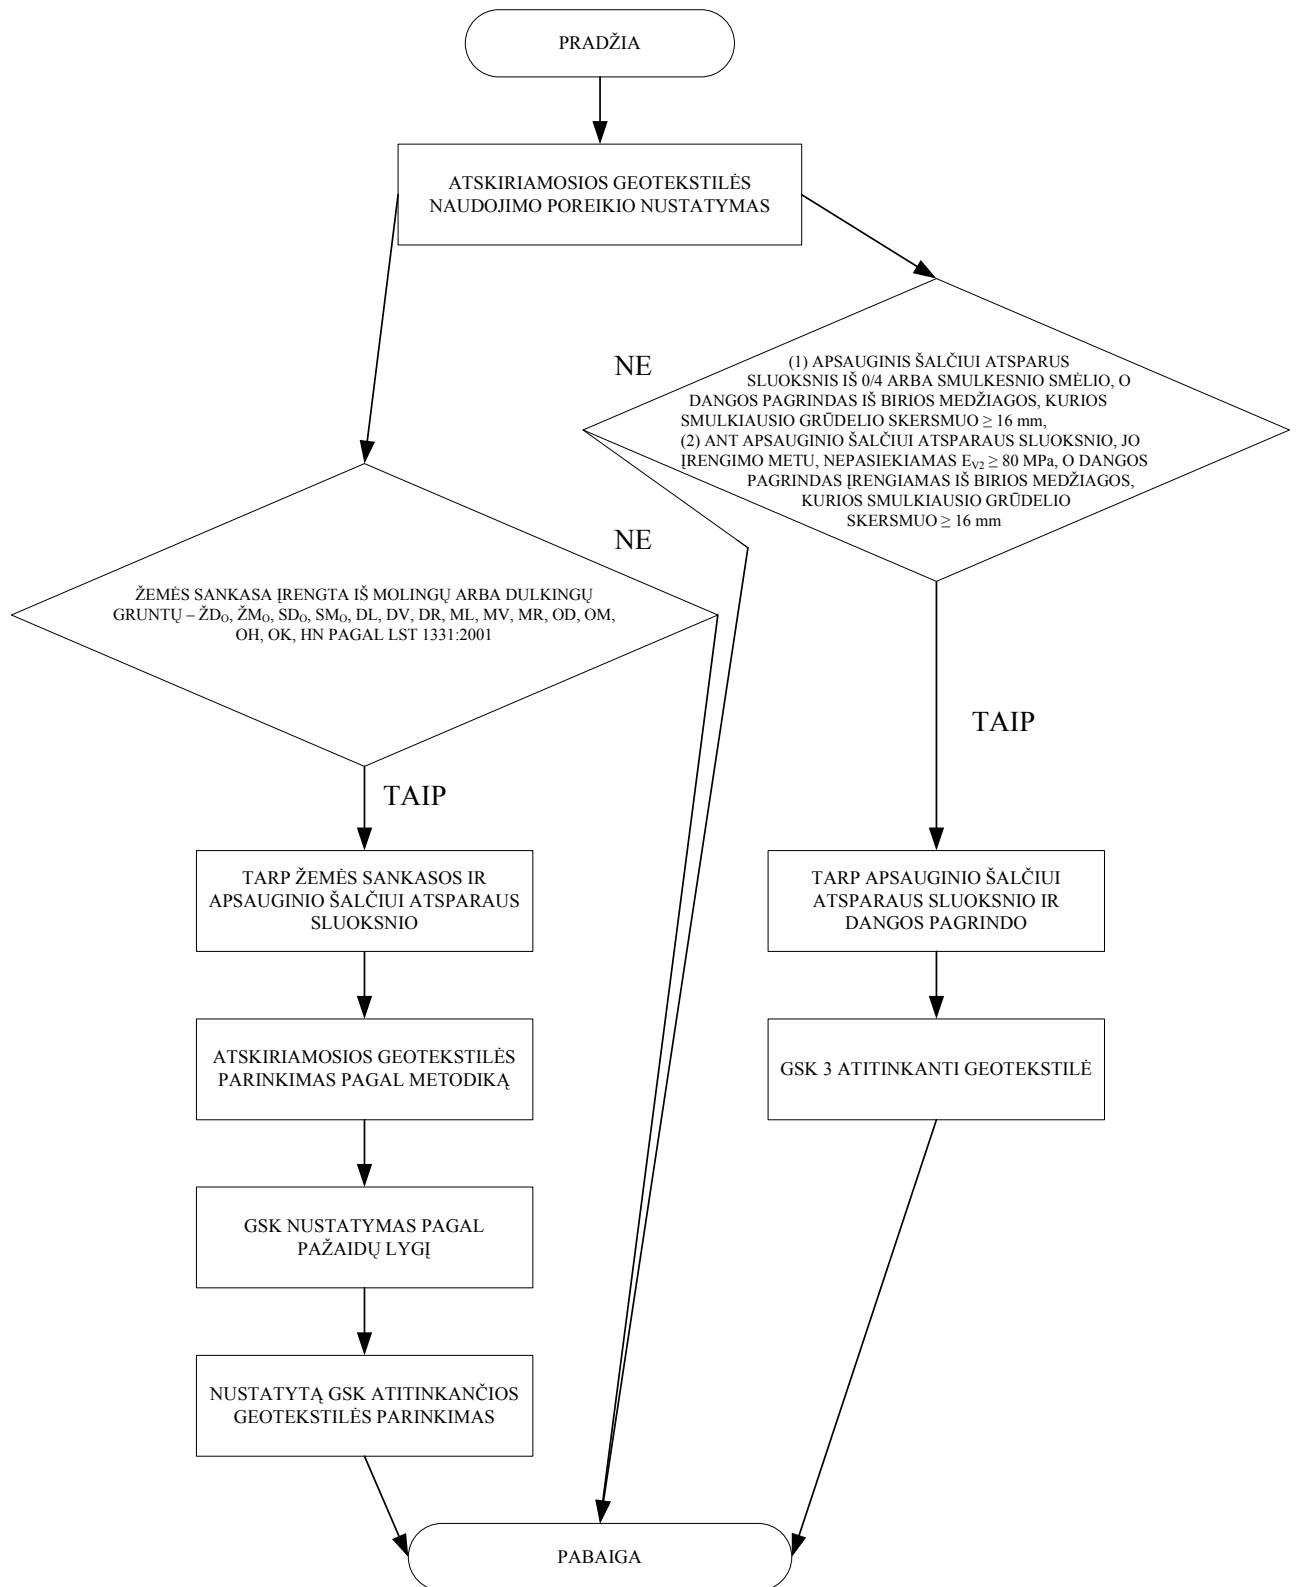 PRADŽIA
ATSKIRIAMOSIOS GEOTEKSTILĖS
NAUDOJIMO POREIKIO NUSTATYMAS
NE
(1) APSAUGINIS ŠALČIUI ATSPARUS
SLUOKSNIS IŠ 0/4 ARBA SMULKESNIO SMĖLIO, O
DANGOS PAGRINDAS IŠ BIRIOS MEDŽIAGOS, KURIOS
SMULKIAUSIO GRŪDELIO SKERSMUO ≥ 16 mm,
(2) ANT APSAUGINIO ŠALČIUI ATSPARAUS SLUOKSNIO, JO
ĮRENGIMO METU, NEPASIEKIAMAS EV2 ≥ 80 MPa, O DANGOS
PAGRINDAS ĮRENGIAMAS IŠ BIRIOS MEDŽIAGOS,
KURIOS SMULKIAUSIO GRŪDELIO
SKERSMUO ≥ 16 mm
NE
ŽEMĖS SANKASA ĮRENGTA IŠ MOLINGŲ ARBA DULKINGŲ
GRUNTŲ – ŽDO, ŽMO, SDO, SMO, DL, DV, DR, ML, MV, MR, OD, OM,
OH, OK, HN PAGAL LST 1331:2001
TAIP
TAIP
TARP ŽEMĖS SANKASOS IR
APSAUGINIO ŠALČIUI ATSPARAUS
SLUOKSNIO
TARP APSAUGINIO ŠALČIUI
ATSPARAUS SLUOKSNIO IR
DANGOS PAGRINDO
ATSKIRIAMOSIOS GEOTEKSTILĖS
PARINKIMAS PAGAL METODIKĄ
GSK 3 ATITINKANTI GEOTEKSTILĖ
GSK NUSTATYMAS PAGAL
PAŽAIDŲ LYGĮ
NUSTATYTĄ GSK ATITINKANČIOS
GEOTEKSTILĖS PARINKIMAS
PABAIGA